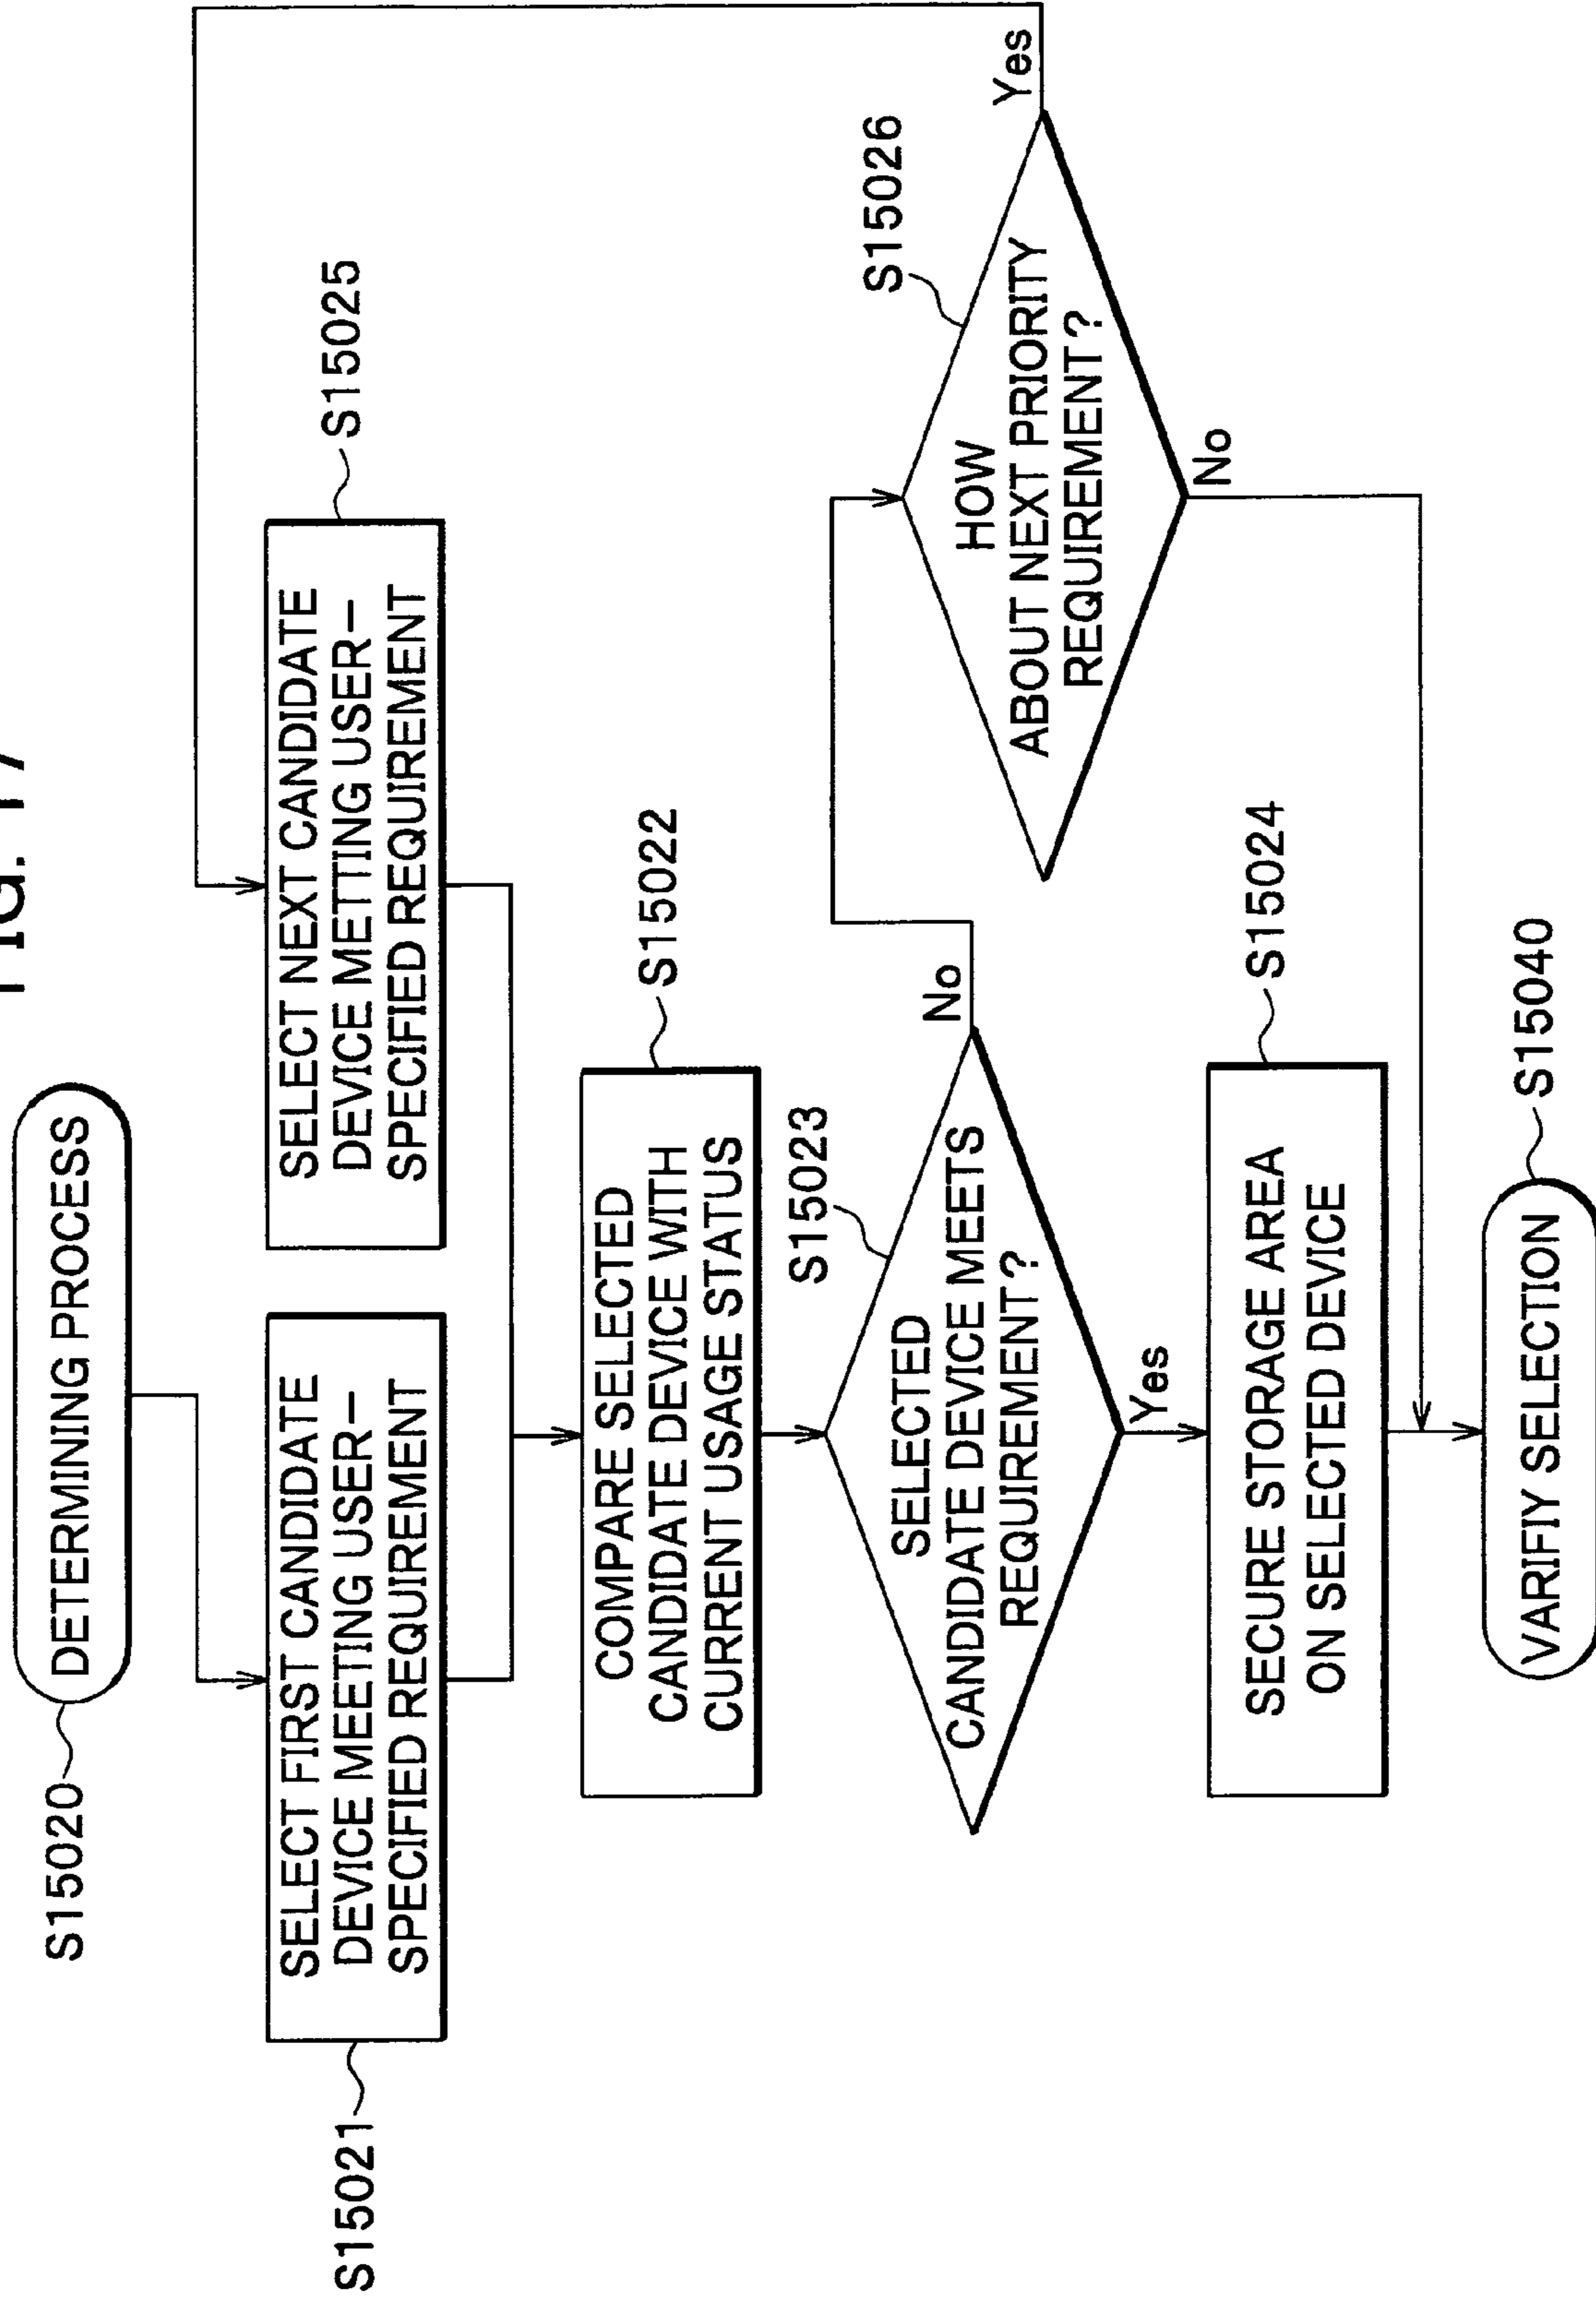 FIG. 17
DETERMINING PROCESS
S15020
SELECT FIRST CANDIDATE
DEVICE MEETING USER-
SPECIFIED REQUIREMENT
S15021
SELECT NEXT CANDIDATE
DEVICE METTING USER-
SPECIFIED REQUIREMENT
S15025
COMPARE SELECTED
CANDIDATE DEVICE WITH
CURRENT USAGE STATUS
S15022
SELECTED
CANDIDATE DEVICE MEETS
REQUIREMENT?
S15023
No
Yes
HOW
ABOUT NEXT PRIORITY
REQUIREMENT?
S15026
Yes
No
SECURE STORAGE AREA
ON SELECTED DEVICE
S15024
VARIFIY SELECTION
S15040